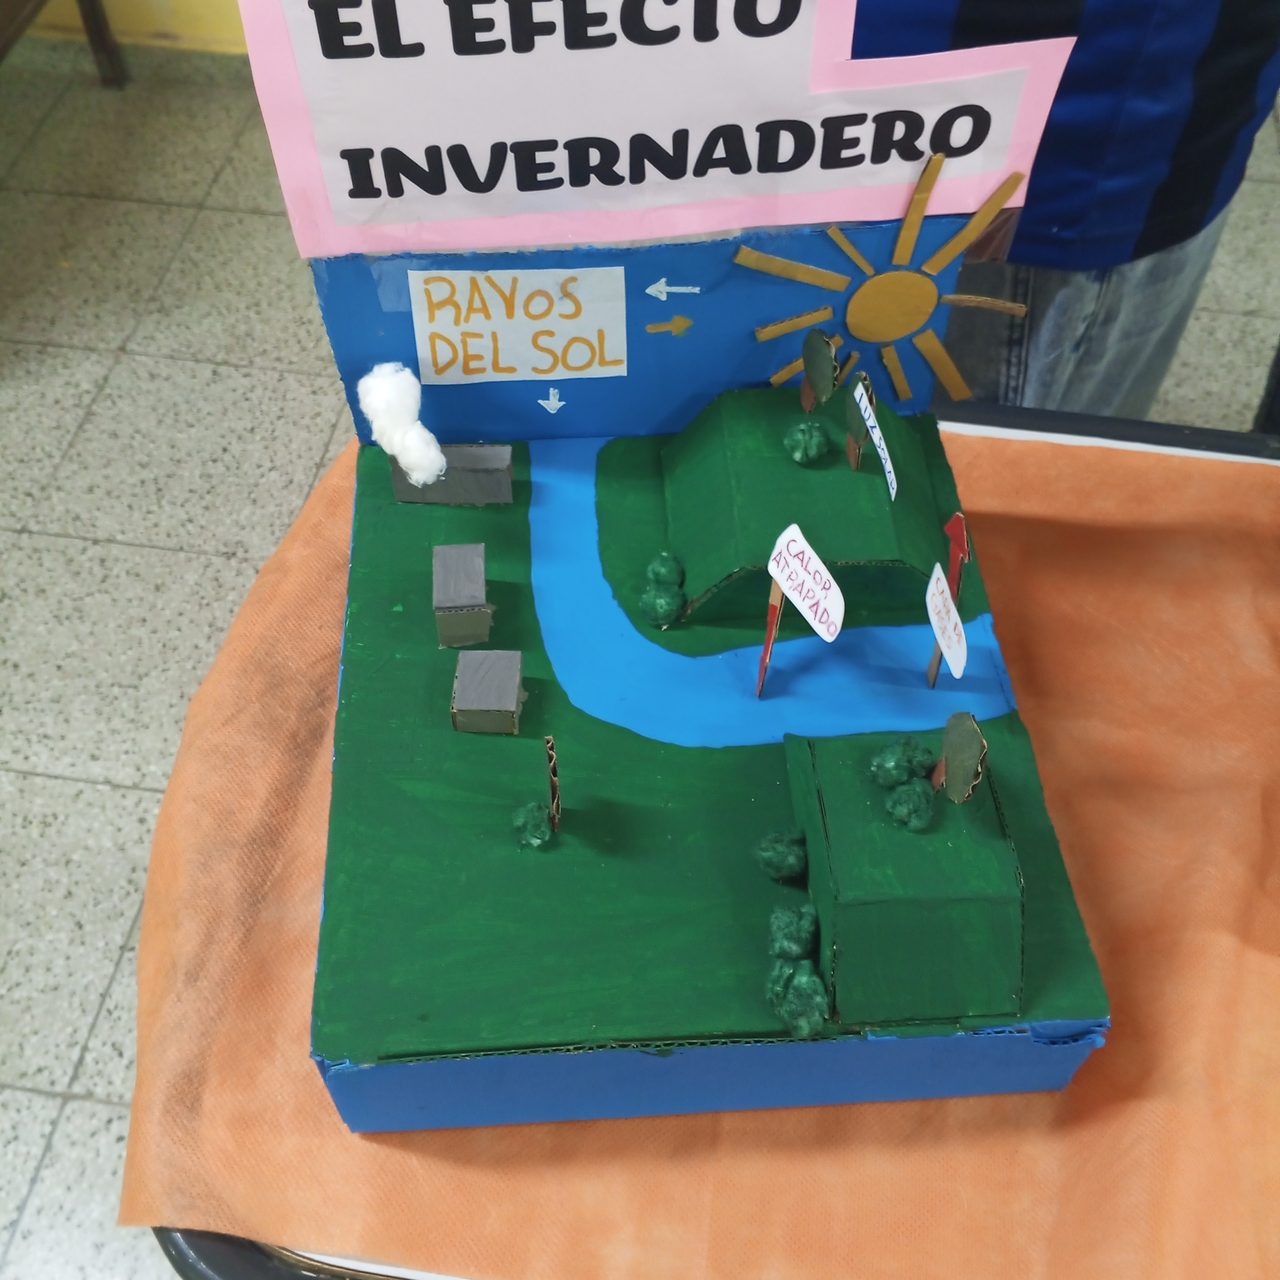 EL EFECTO
INVERNADERO
RAYOS
DEL SOL
CALOR
ATRAPADO